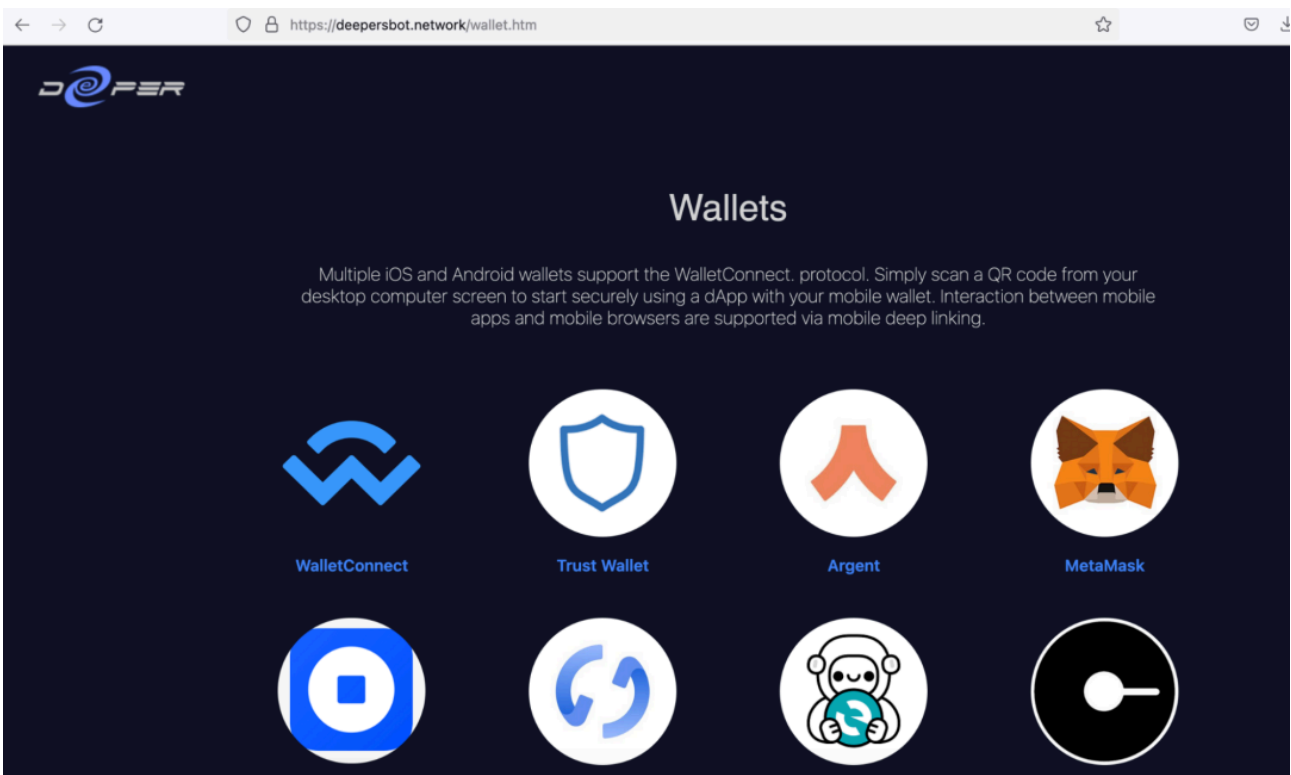 https://deepersbot.network/wallet.htm
DEEPER
Wallets
Multiple iOS and Android wallets support the WalletConnect. protocol. Simply scan a QR code from your
desktop computer screen to start securely using a dApp with your mobile wallet. Interaction between mobile
apps and mobile browsers are supported via mobile deep linking.
WalletConnect Trust Wallet Argent MetaMask